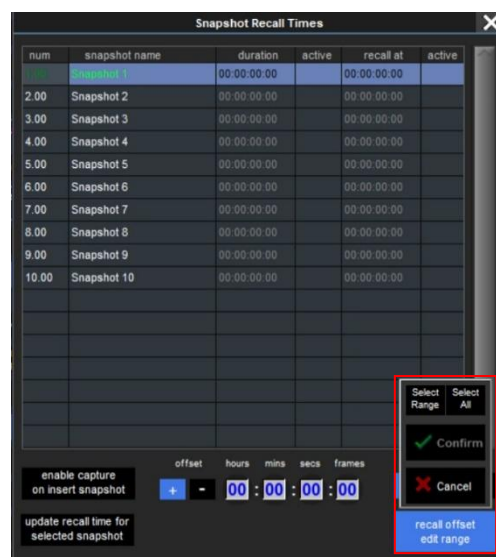 Snapshot Recall Times
num snapshot name duration active recall at active
1.00 Snapshot 1 00:00:00:00 00:00:00:00
2.00 Snapshot 2 00:00:00:00 00:00:00:00
3.00 Snapshot 3 00:00:00:00 00:00:00:00
4.00 Snapshot 4 00:00:00:00 00:00:00:00
5.00 Snapshot 5 00:00:00:00 00:00:00:00
6.00 Snapshot 6 00:00:00:00 00:00:00:00
7.00 Snapshot 7 00:00:00:00 00:00:00:00
8.00 Snapshot 8 00:00:00:00 00:00:00:00
9.00 Snapshot 9 00:00:00:00 00:00:00:00
10.00 Snapshot 10 00:00:00:00 00:00:00:00
Select Range
Select All
Confirm
Cancel
recall offset
edit range
offset hours mins secs frames
+ - 00 : 00 : 00 : 00
enable capture
on insert snapshot
update recall time for
selected snapshot